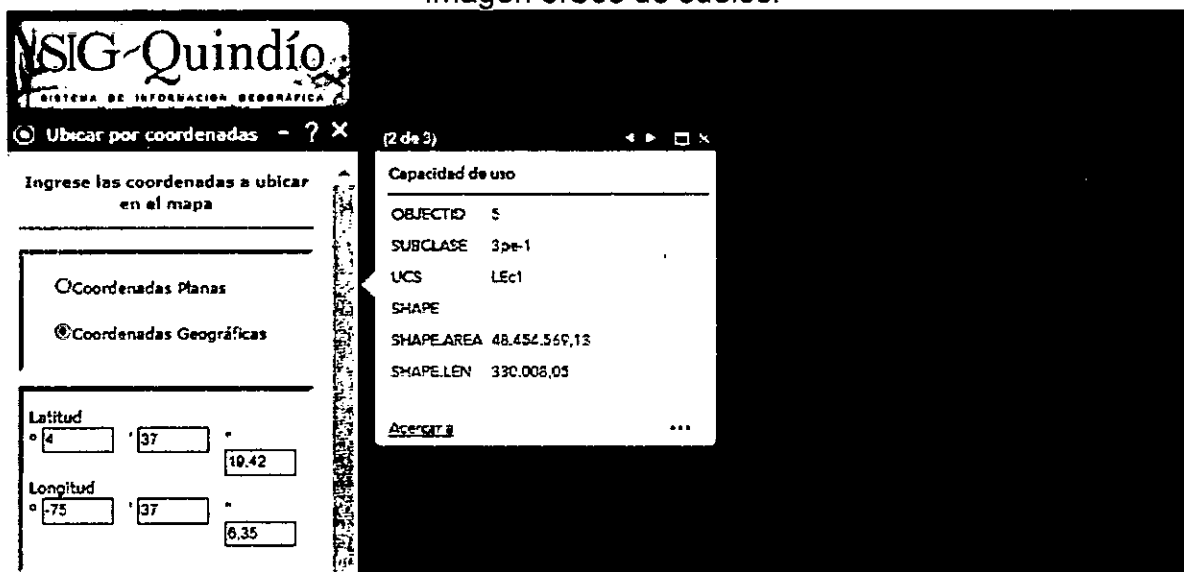 SIG-Quindío
SISTEMA DE INFORMACION GEOGRAFICA
Ubicar por coordenadas - ? ×
Ingrese las coordenadas a ubicar
en el mapa
Coordenadas Planas
Coordenadas Geográficas
Latitud
° 4 ' 37 "
19.42
Longitud
° -75 ' 37 "
6,35
(2 de 3)
Capacidad de uso
OBJECTID 5
SUBCLASE 3pe-1
UCS LEc1
SHAPE
SHAPE.AREA 48.454.569,13
SHAPE.LEN 330.008,05
Acercar a
...